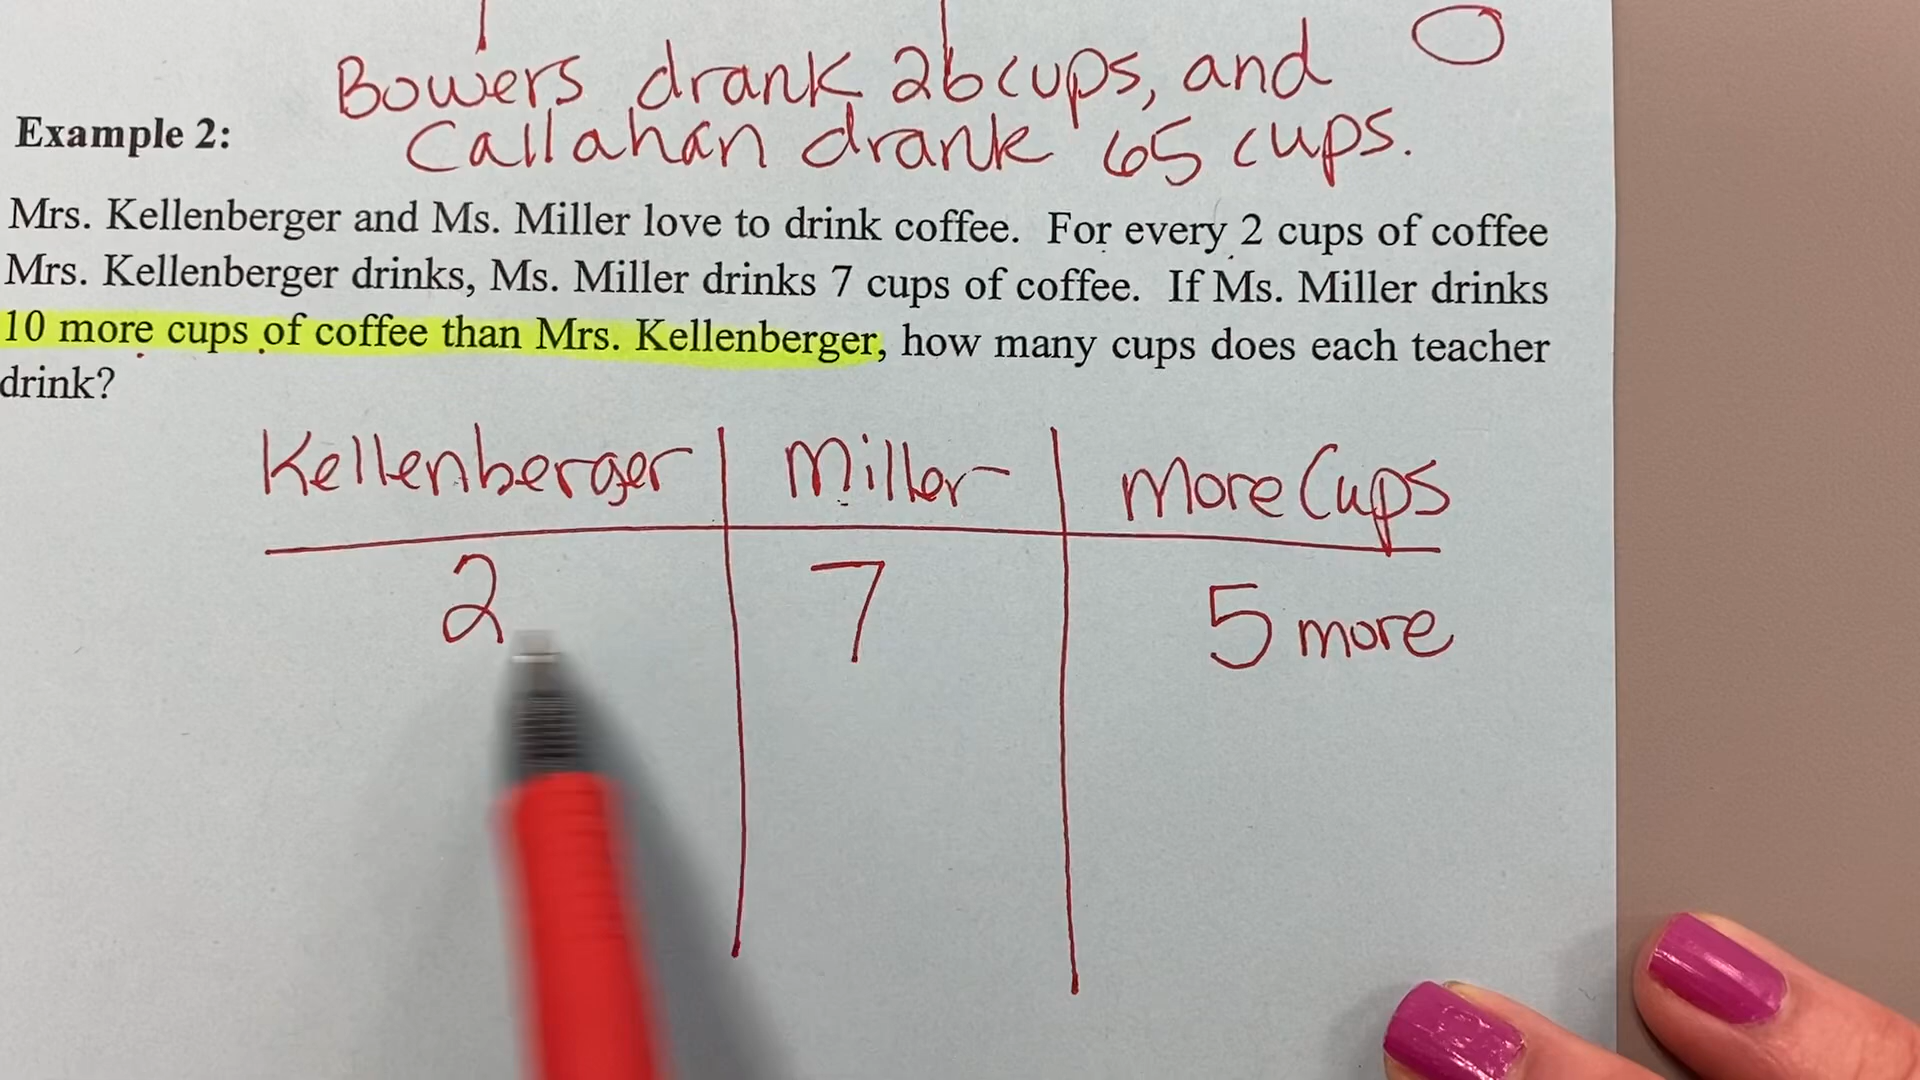 Bowers drank 26 cups, and
Callahan drank 65 cups.
Example 2:
Mrs. Kellenberger and Ms. Miller love to drink coffee. For every 2 cups of coffee
Mrs. Kellenberger drinks, Ms. Miller drinks 7 cups of coffee. If Ms. Miller drinks
10 more cups of coffee than Mrs. Kellenberger, how many cups does each teacher
drink?
Kellenberger Miller More Cups
2 7 5 more